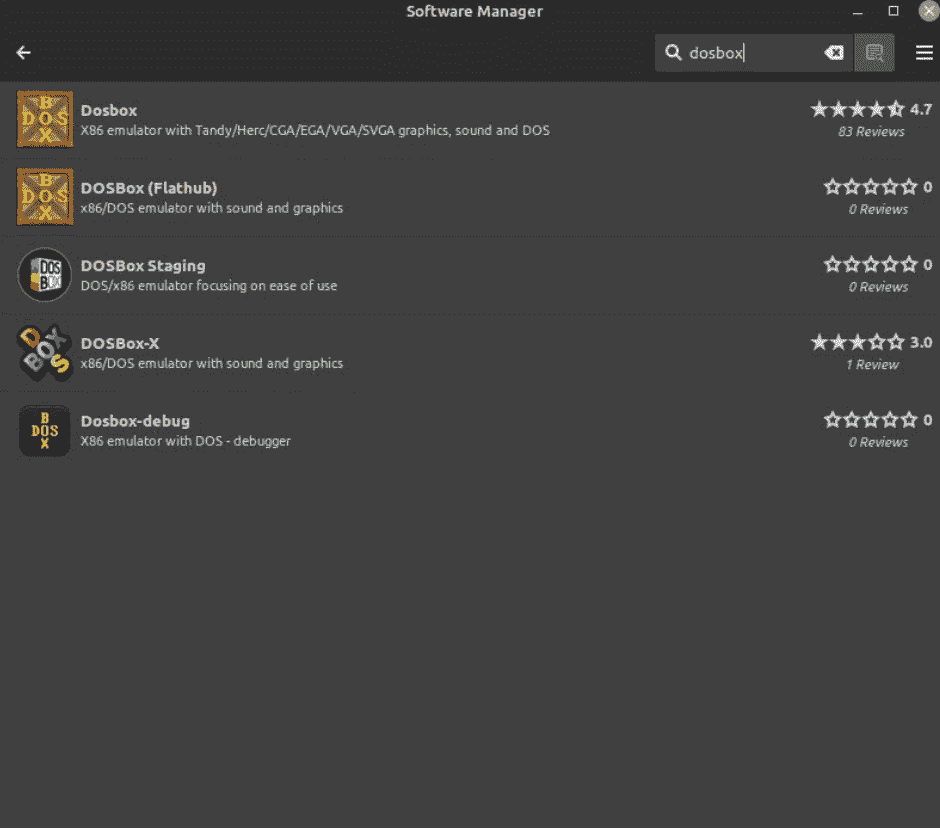 Software Manager
dosbox
Dosbox
X86 emulator with Tandy/Herc/CGA/EGA/VGA/SVGA graphics, sound and DOS
4.7
83 Reviews
DOSBox (Flathub)
x86/DOS emulator with sound and graphics
0
0 Reviews
DOSBox Staging
DOS/x86 emulator focusing on ease of use
0
0 Reviews
DOSBox-X
x86/DOS emulator with sound and graphics
3.0
1 Review
Dosbox-debug
X86 emulator with DOS - debugger
0
0 Reviews